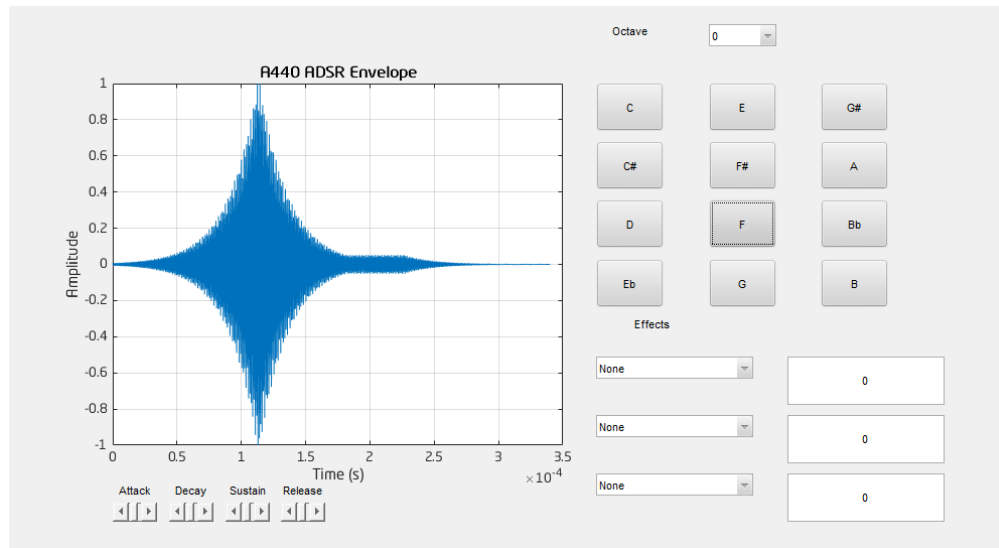 Octave
0
A440 ADSR Envelope
1
0.8
0.6
0.4
0.2
0
-0.2
-0.4
-0.6
-0.8
-1
Amplitude
0 0.5 1 1.5 2 2.5 3 3.5
Time (s)
×10-4
Attack Decay Sustain Release
C E G#
C# F# A
D F Bb
Eb G B
Effects
None 0
None 0
None 0